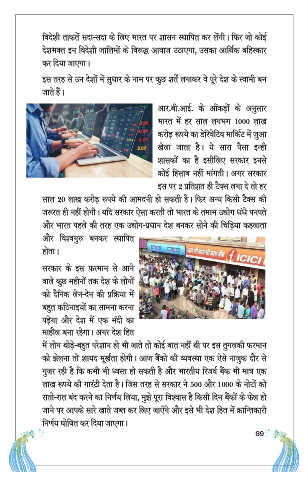 विदेशी ताकतें सदा-सदा के लिए भारत पर शासन स्थापित कर लेंगी। फिर जो कोई
देशभक्त इन विदेशी जालिमों के विरुद्ध आवाज उठाएगा, उसका आर्थिक बहिष्कार
कर दिया जाएगा।
इस तरह से उन देशों में सुधार के नाम पर कुछ शर्तें लगाकर वे पूरे देश के स्वामी बन
जाते हैं।
आर.बी.आई. के आँकड़ों के अनुसार
भारत में हर साल लगभग 1000 लाख
करोड़ रूपये का डेरिवेटिव मार्किट में जुआ
खेला जाता है। ये सारा पैसा इन्हीं
शासकों का है इसीलिए सरकार इनसे
कोई हिसाब नहीं मांगती। अगर सरकार
इस पर 2 प्रतिशत ही टैक्स लगा दे तो हर
साल 20 लाख करोड़ रुपये की आमदनी हो सकती है। फिर अन्य किसी टैक्स की
जरूरत ही नहीं होगी। यदि सरकार ऐसा करती तो भारत के तमाम उद्योग धंधे पनपते
और भारत पहले की तरह एक उद्योग-प्रधान देश बनकर सोने की चिड़िया कहलाता
और विश्वगुरु बनकर स्थापित
होता।
सरकार के इस फरमान से आने
वाले कुछ महीनों तक देश के लोगों
को दैनिक लेन-देन की प्रक्रिया में
बहुत कठिनाइयों का सामना करना
पड़ेगा और देश में एक मंदी का
माहौल बना रहेगा। अगर देश हित
में लोग थोड़े-बहुत परेशान हो भी जाते तो कोई बात नहीं थी पर इस तुगलकी फरमान
को झेलना तो शायद मूर्खता होगी। आज बैंकों की व्यवस्था एक ऐसे नाजुक दौर से
गुजर रही है कि कभी भी ध्वस्त हो सकती है और भारतीय रिजर्व बैंक भी मात्र एक
लाख रुपये की गारंटी देता है। जिस तरह से सरकार ने 500 और 1000 के नोटों को
रातो-रात बंद करने का निर्णय लिया, मुझे पूरा विश्वास है किसी दिन बैंकों के फेल हो
जाने पर आपके सारे खाते जब्त कर लिए जाएँगे और इसे भी देश हित में क्रान्तिकारी
निर्णय घोषित कर दिया जाएगा।
ICICI
69